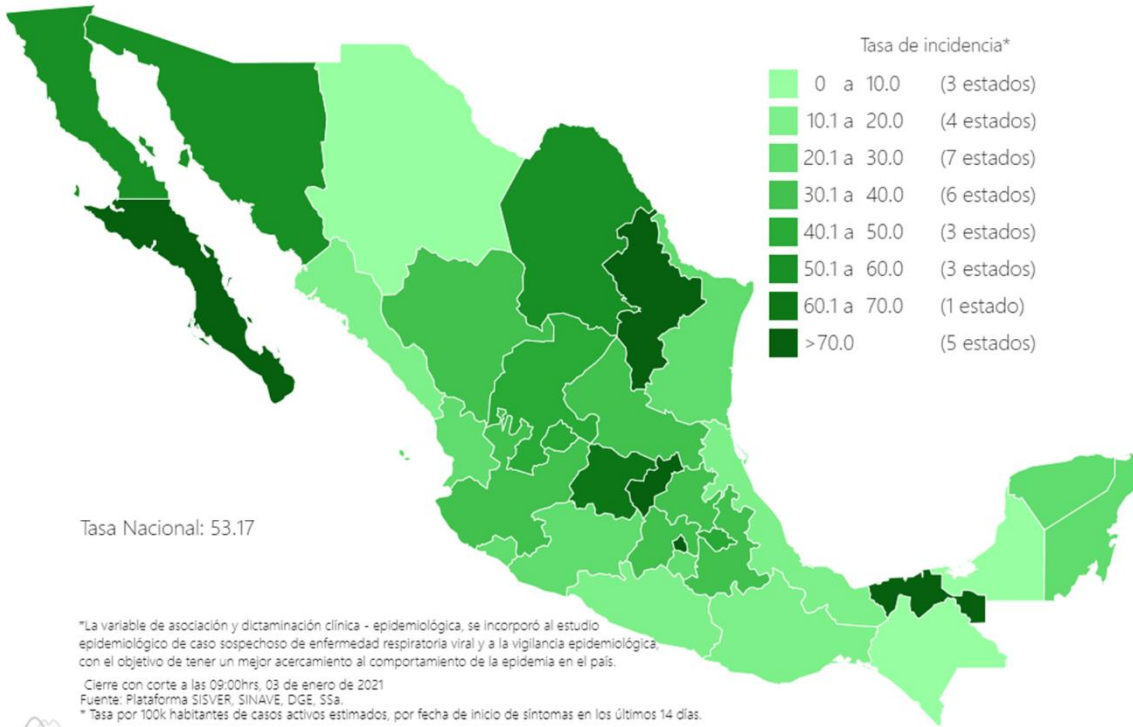 Tasa de incidencia*
0 a 10.0 (3 estados)
10.1 a 20.0 (4 estados)
20.1 a 30.0 (7 estados)
30.1 a 40.0 (6 estados)
40.1 a 50.0 (3 estados)
50.1 a 60.0 (3 estados)
60.1 a 70.0 (1 estado)
>70.0 (5 estados)
Tasa Nacional: 53.17
*La variable de asociación y dictaminación clínica - epidemiológica, se incorporó al estudio
epidemiológico de caso sospechoso de enfermedad respiratoria viral y a la vigilancia epidemiológica,
con el objetivo de tener un mejor acercamiento al comportamiento de la epidemia en el país.
Cierre con corte a las 09:00hrs, 03 de enero de 2021
Fuente: Plataforma SISVER, SINAVE, DGE, SSa.
* Tasa por 100k habitantes de casos activos estimados, por fecha de inicio de síntomas en los últimos 14 días.